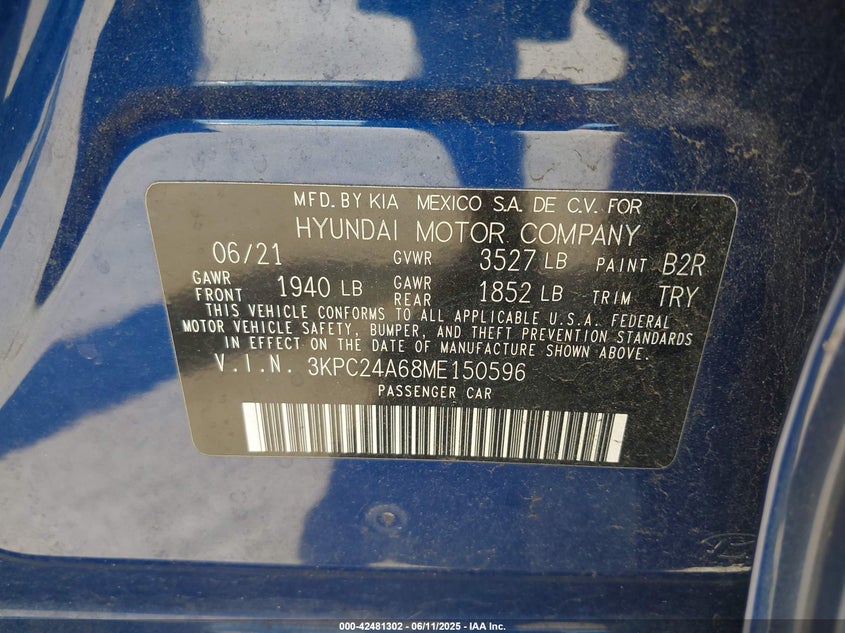 MFD. BY KIA MEXICO S.A. DE C.V. FOR
HYUNDAI MOTOR COMPANY
06/21 GVWR 3527 LB PAINT B2R
GAWR FRONT 1940 LB GAWR REAR 1852 LB TRIM TRY
THIS VEHICLE CONFORMS TO ALL APPLICABLE U.S.A. FEDERAL
MOTOR VEHICLE SAFETY, BUMPER, AND THEFT PREVENTION STANDARDS
IN EFFECT ON THE DATE OF MANUFACTURE SHOWN ABOVE.
V.I.N. 3KPC24A68ME150596
PASSENGER CAR
000-42481302 - 06/11/2025 - IAA Inc.